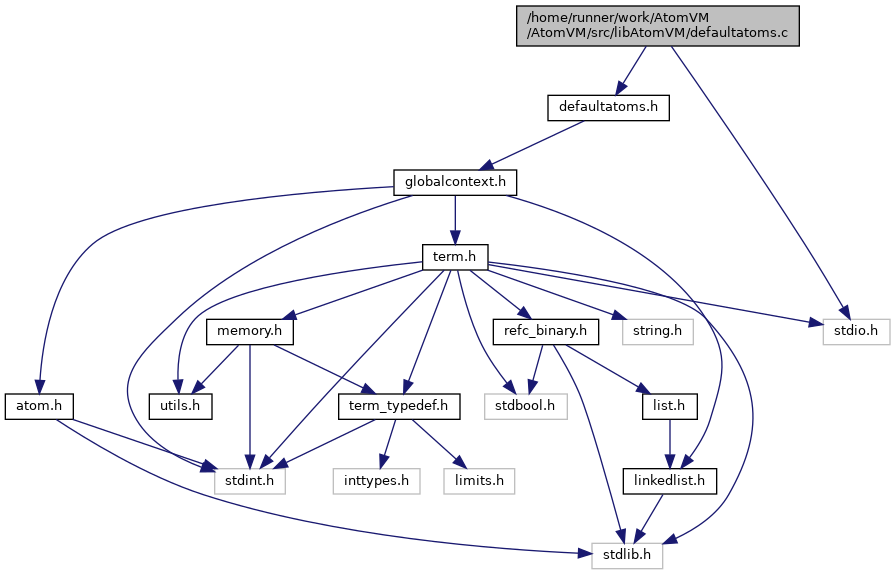 /home/runner/work/AtomVM
/AtomVM/src/libAtomVM/defaultatoms.c
defaultatoms.h
globalcontext.h
term.h
memory.h
refc_binary.h
string.h
stdio.h
atom.h
utils.h
term_typedef.h
stdbool.h
list.h
stdint.h
inttypes.h
limits.h
linkedlist.h
stdlib.h